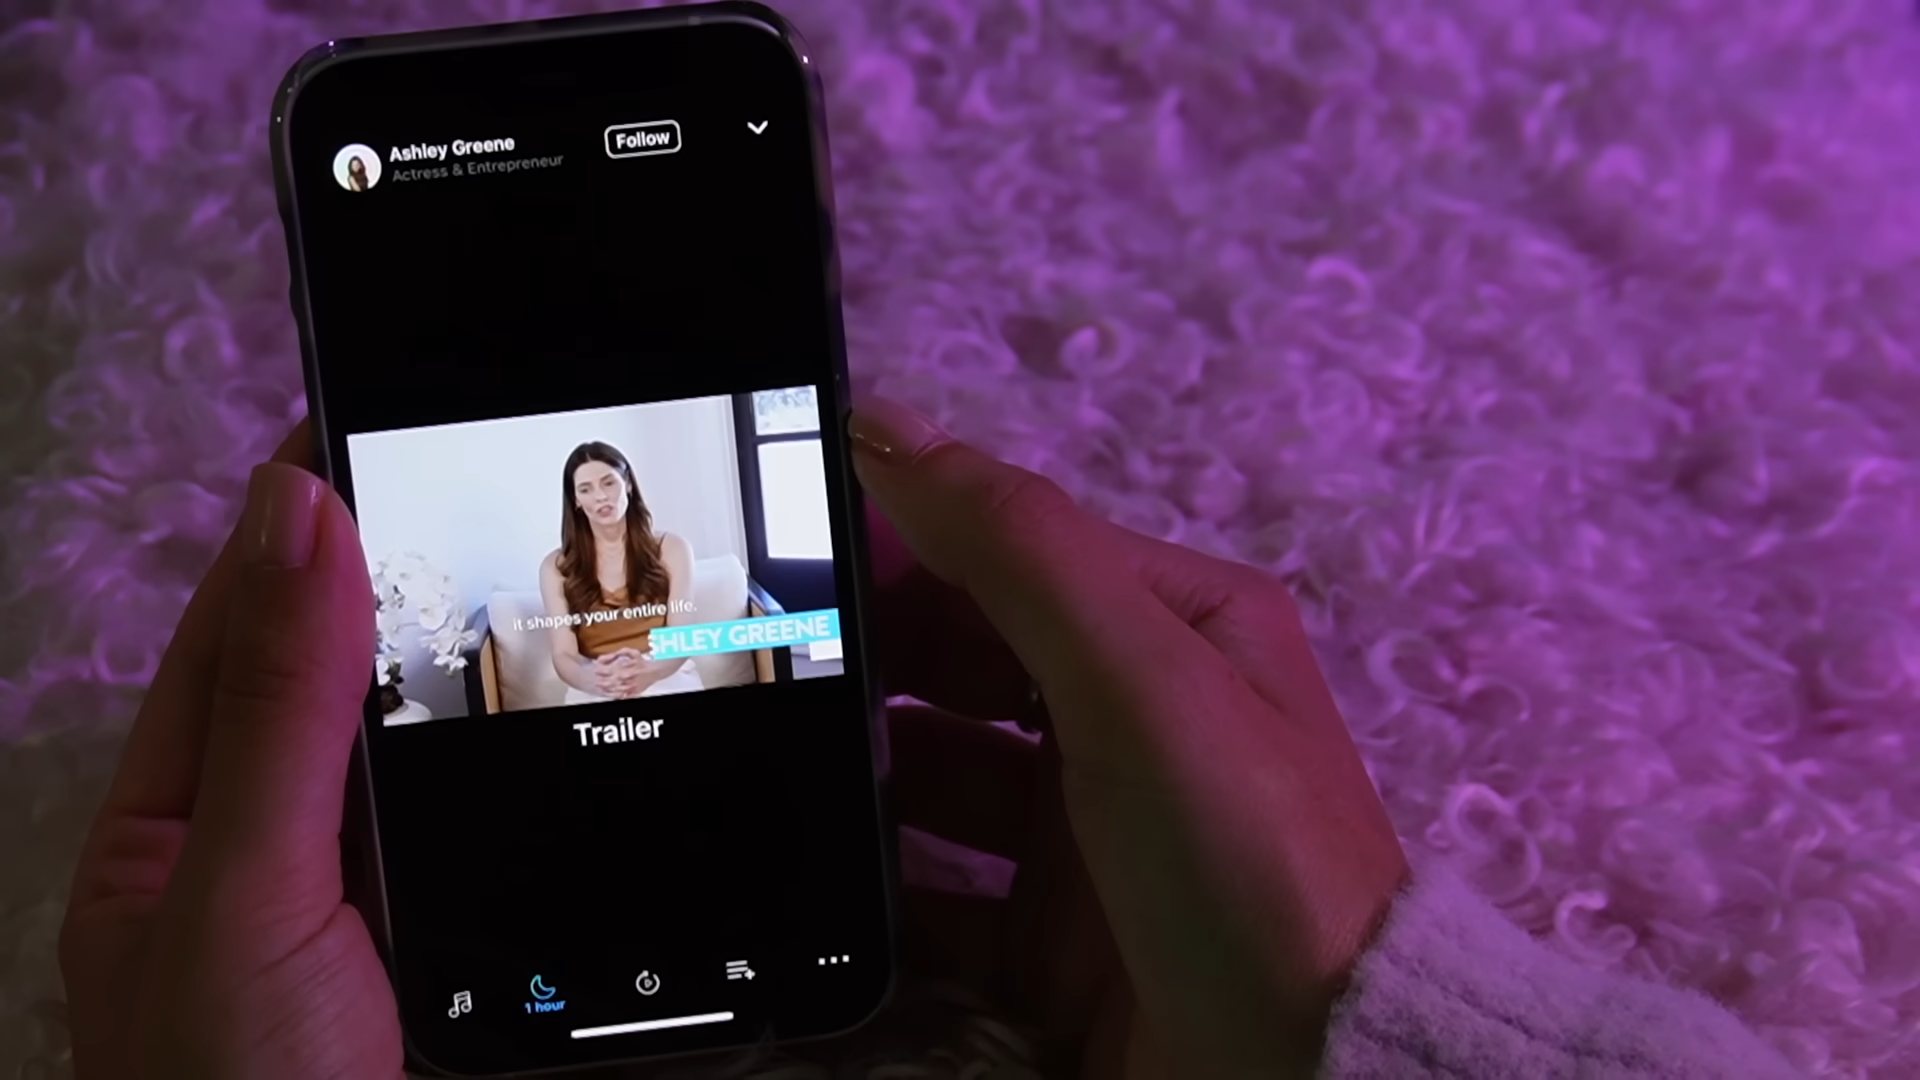 Ashley Greene
Actress & Entrepreneur
Follow
it shapes your entire life.
SHLEY GREENE
Trailer
1 hour